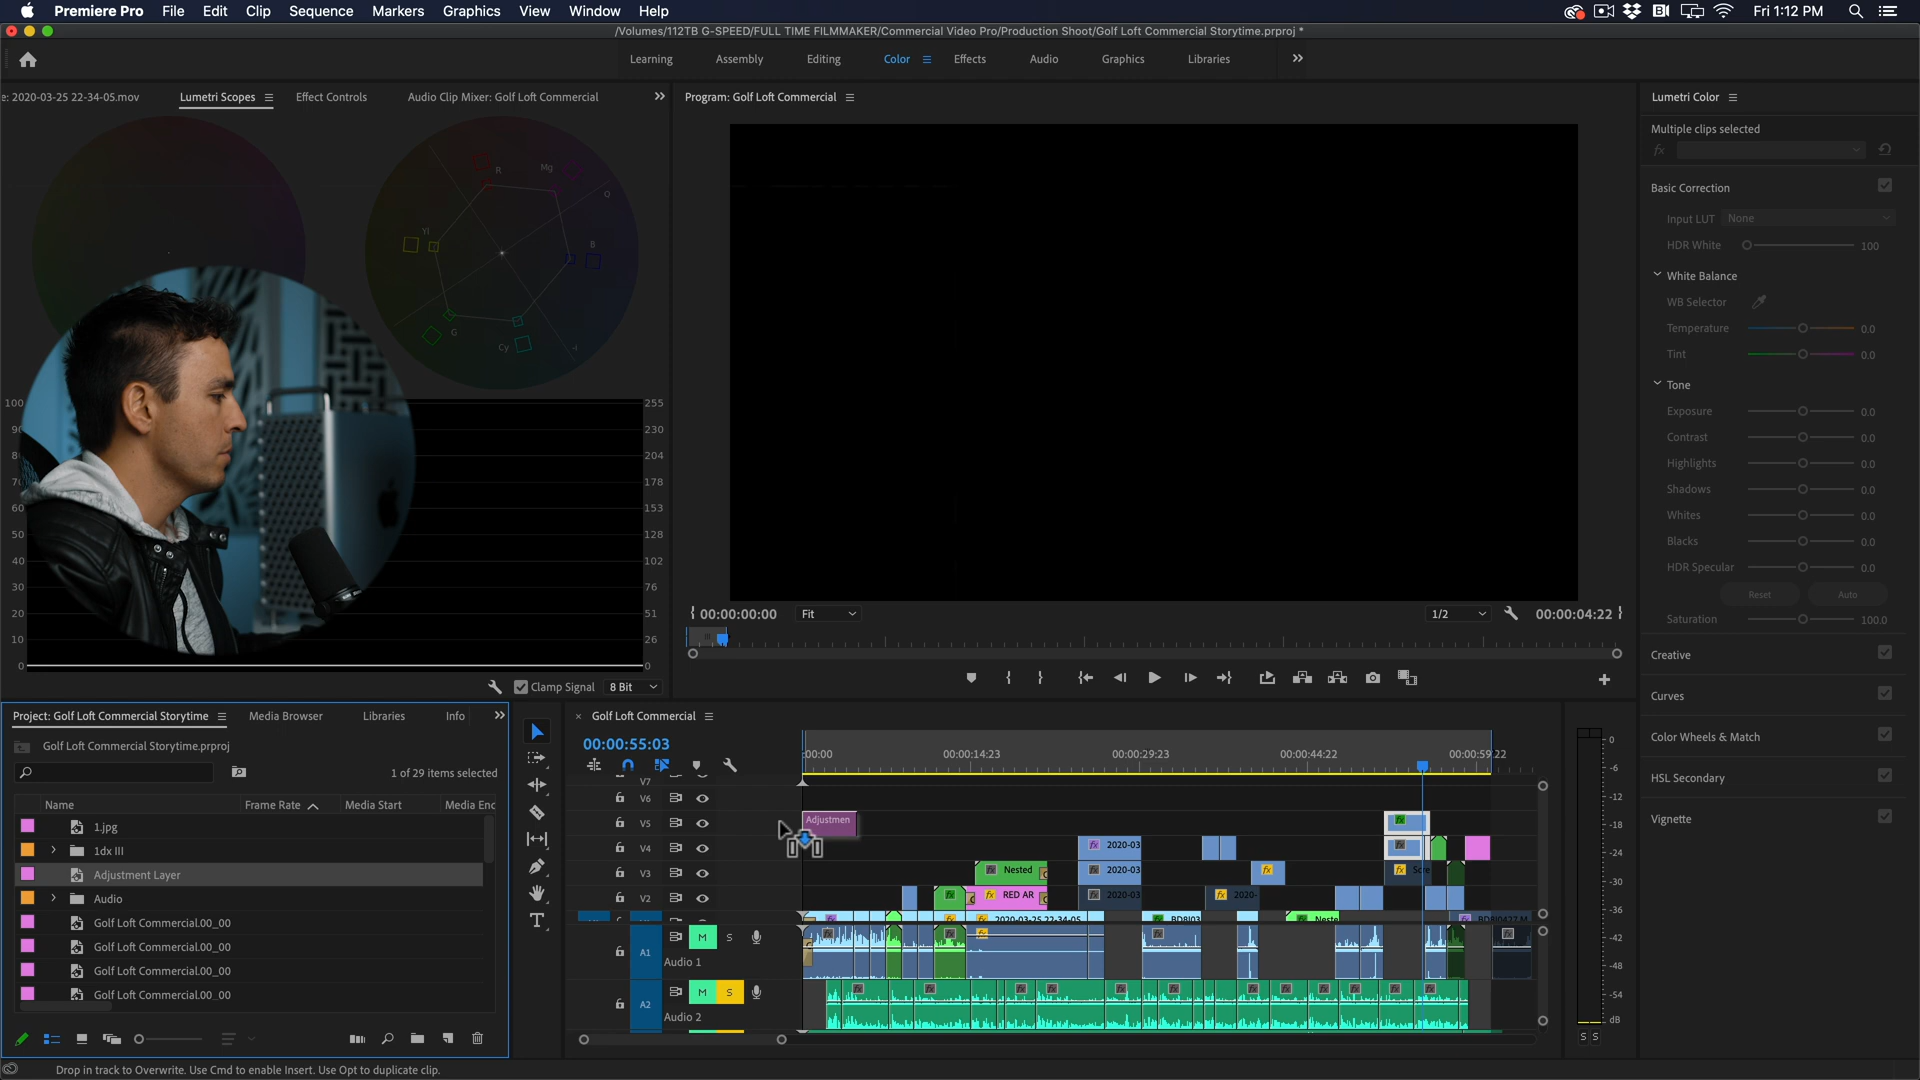 Premiere Pro File Edit Clip Sequence Markers Graphics View Window Help
Fri 1:12 PM
/Volumes/112TB G-SPEED/FULL TIME FILMMAKER/Commercial Video Pro/Production Shoot/Golf Loft Commercial Storytime.prproj *
Learning Assembly Editing Color Effects Audio Graphics Libraries
e: 2020-03-25 22-34-05.mov Lumetri Scopes Effect Controls Audio Clip Mixer: Golf Loft Commercial
Program: Golf Loft Commercial
Lumetri Color
Multiple clips selected
fx
Basic Correction
Input LUT None
HDR White 100
White Balance
WB Selector
Temperature 0.0
Tint 0.0
Tone
Exposure 0.0
Contrast 0.0
Highlights 0.0
Shadows 0.0
Whites 0.0
Blacks 0.0
HDR Specular 0.0
Reset Auto
Saturation 100.0
Creative
Curves
Color Wheels & Match
HSL Secondary
Vignette
R Mg Q
Yl B
G Cy
100 255
230
204
178
60 153
50 128
40 102
30 76
20 51
10 26
0 0
Clamp Signal 8 Bit
00:00:00:00 Fit 1/2 00:00:04:22
Project: Golf Loft Commercial Storytime Media Browser Libraries Info
Golf Loft Commercial Storytime.prproj
1 of 29 items selected
Name Frame Rate Media Start Media Enc
1.jpg
1dx III
Adjustment Layer
Audio
Golf Loft Commercial.00_00
Golf Loft Commercial.00_00
Golf Loft Commercial.00_00
Golf Loft Commercial.00_00
Golf Loft Commercial
00:00:55:03
:00:00 00:00:14:23 00:00:29:23 00:00:44:22 00:00:59:22
V7
V6
V5 Adjustmen
V4 2020-03
V3 Nested 2020-03 Scre
V2 RED AR 2020-03 2020-
2020-03-25 22-34-05 BD8J03 Neste BD8J0427.M
A1 M S
Audio 1
A2 M S
Audio 2
0
-6
-12
-18
-24
-30
-36
-42
-48
-54
dB
S S
Drop in track to Overwrite. Use Cmd to enable Insert. Use Opt to duplicate clip.